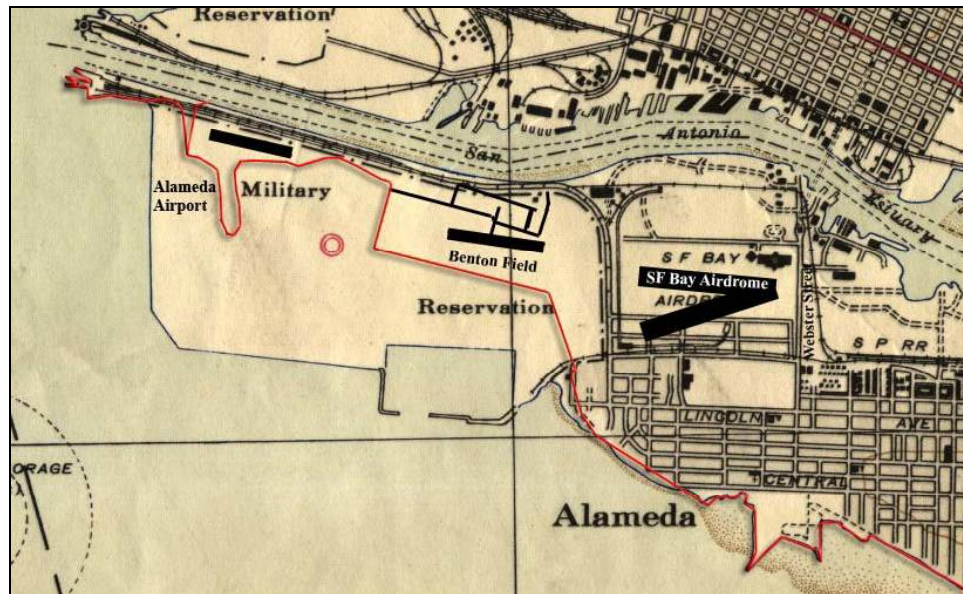 Reservation
San
Antonio
Estuary
Alameda
Airport
Military
Benton Field
Reservation
S F BAY
SF Bay Airdrome
Webster Street
S P RR
LINCOLN
AVE
ORAGE
CENTRAL
Alameda